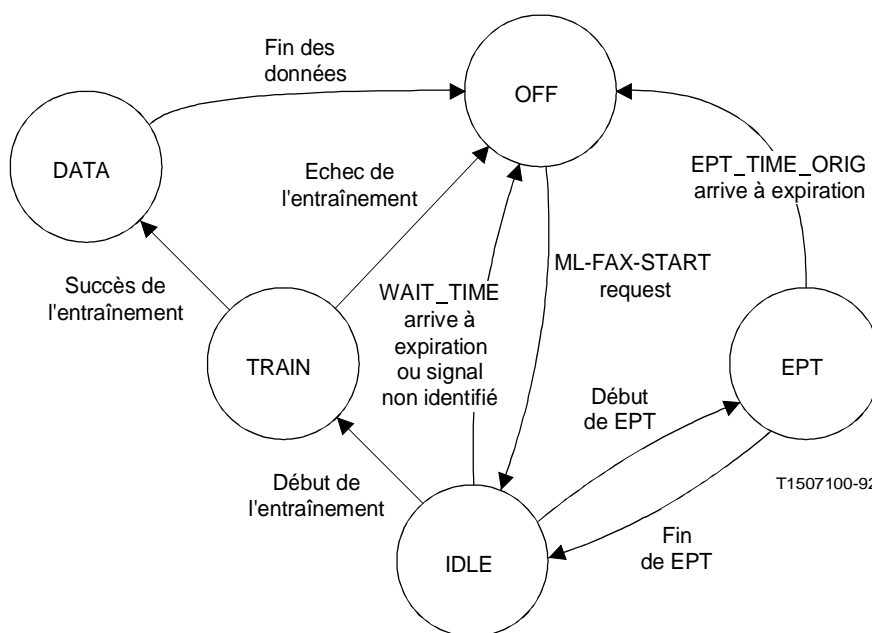 Fin des
données
OFF
DATA
Echec de
l'entraînement
EPT_TIME_ORIG
arrive à expiration
ML-FAX-START
request
Succès de
l'entraînement
WAIT_TIME
arrive à
expiration
ou signal
non identifié
TRAIN
EPT
Début
de EPT
Début de
l'entraînement
T1507100-92
Fin
de EPT
IDLE